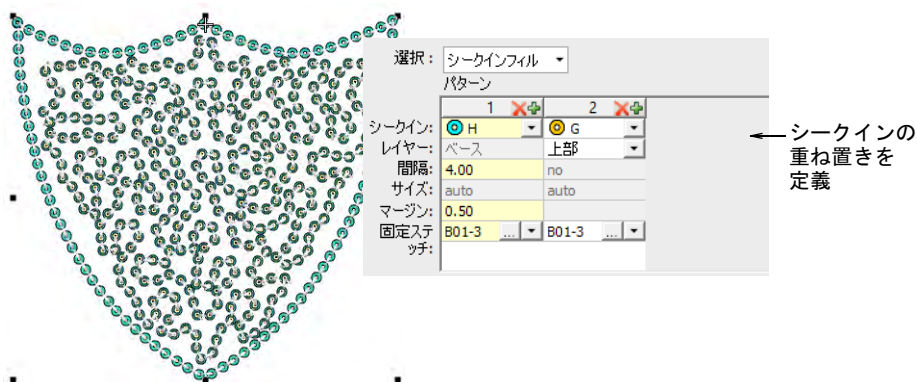 選択： シークインフィル
パターン
1 2
シークイン: H G
レイヤー: ベース 上部
間隔: 4.00 no
サイズ: auto auto
マージン: 0.50
固定ステ B01-3 ... B01-3 ...
ッチ:
シークインの
重ね置きを
定義